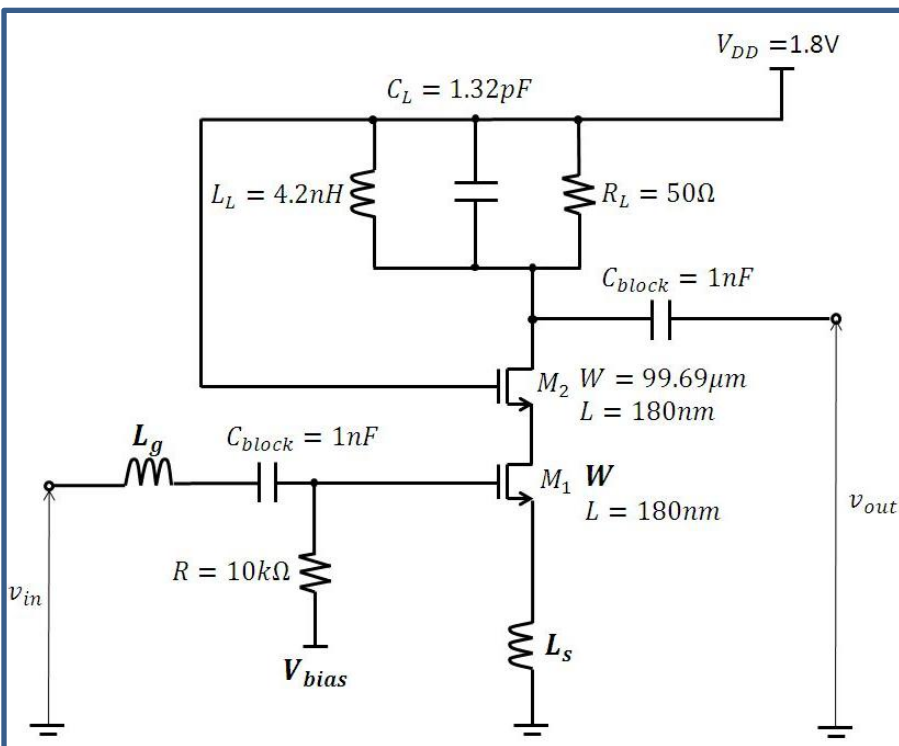 V_DD =1.8V
C_L = 1.32pF
L_L = 4.2nH
R_L = 50Ω
C_block = 1nF
M_2 W = 99.69μm
L = 180nm
L_g
C_block = 1nF
M_1 W
L = 180nm
v_out
R = 10kΩ
v_in
L_s
V_bias